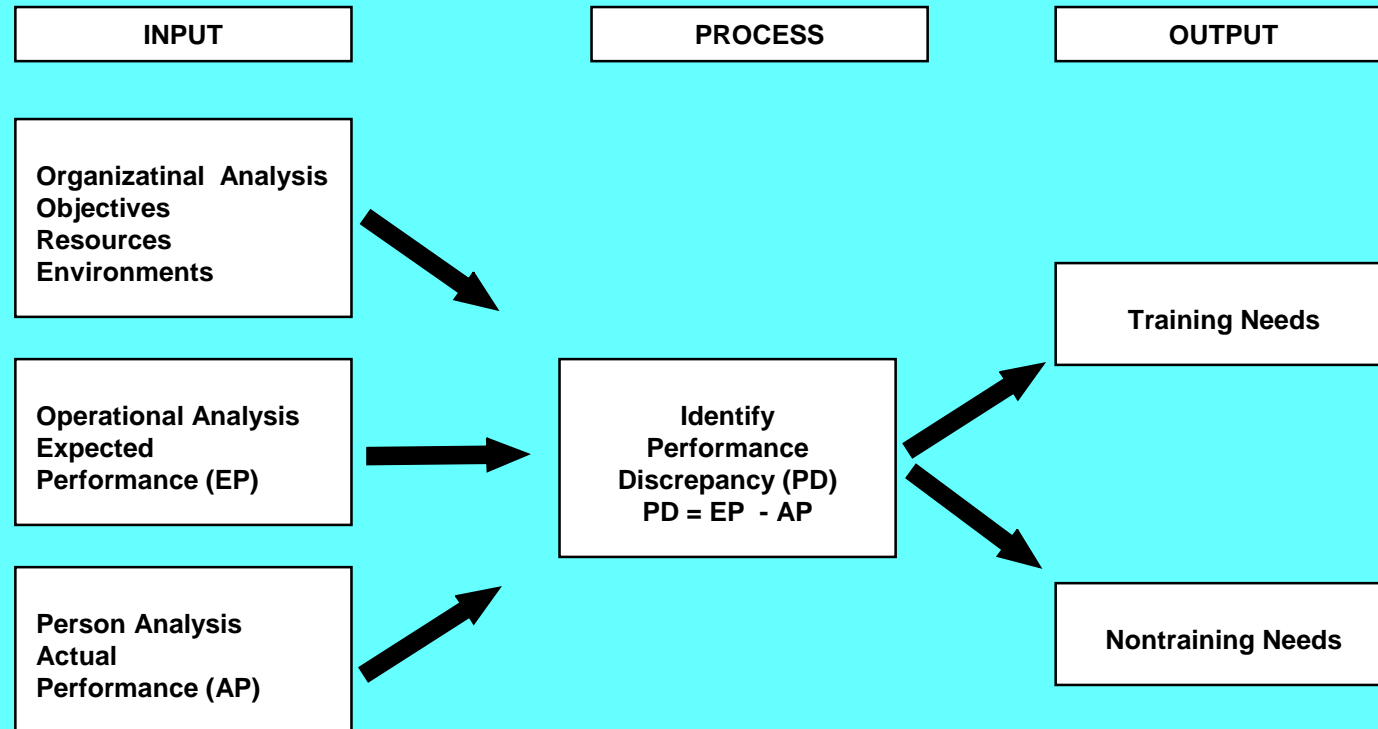 INPUT
PROCESS
OUTPUT
Organizatinal Analysis
Objectives
Resources
Environments
Operational Analysis
Expected
Performance (EP)
Person Analysis
Actual
Performance (AP)
Identify
Performance
Discrepancy (PD)
PD = EP - AP
Training Needs
Nontraining Needs